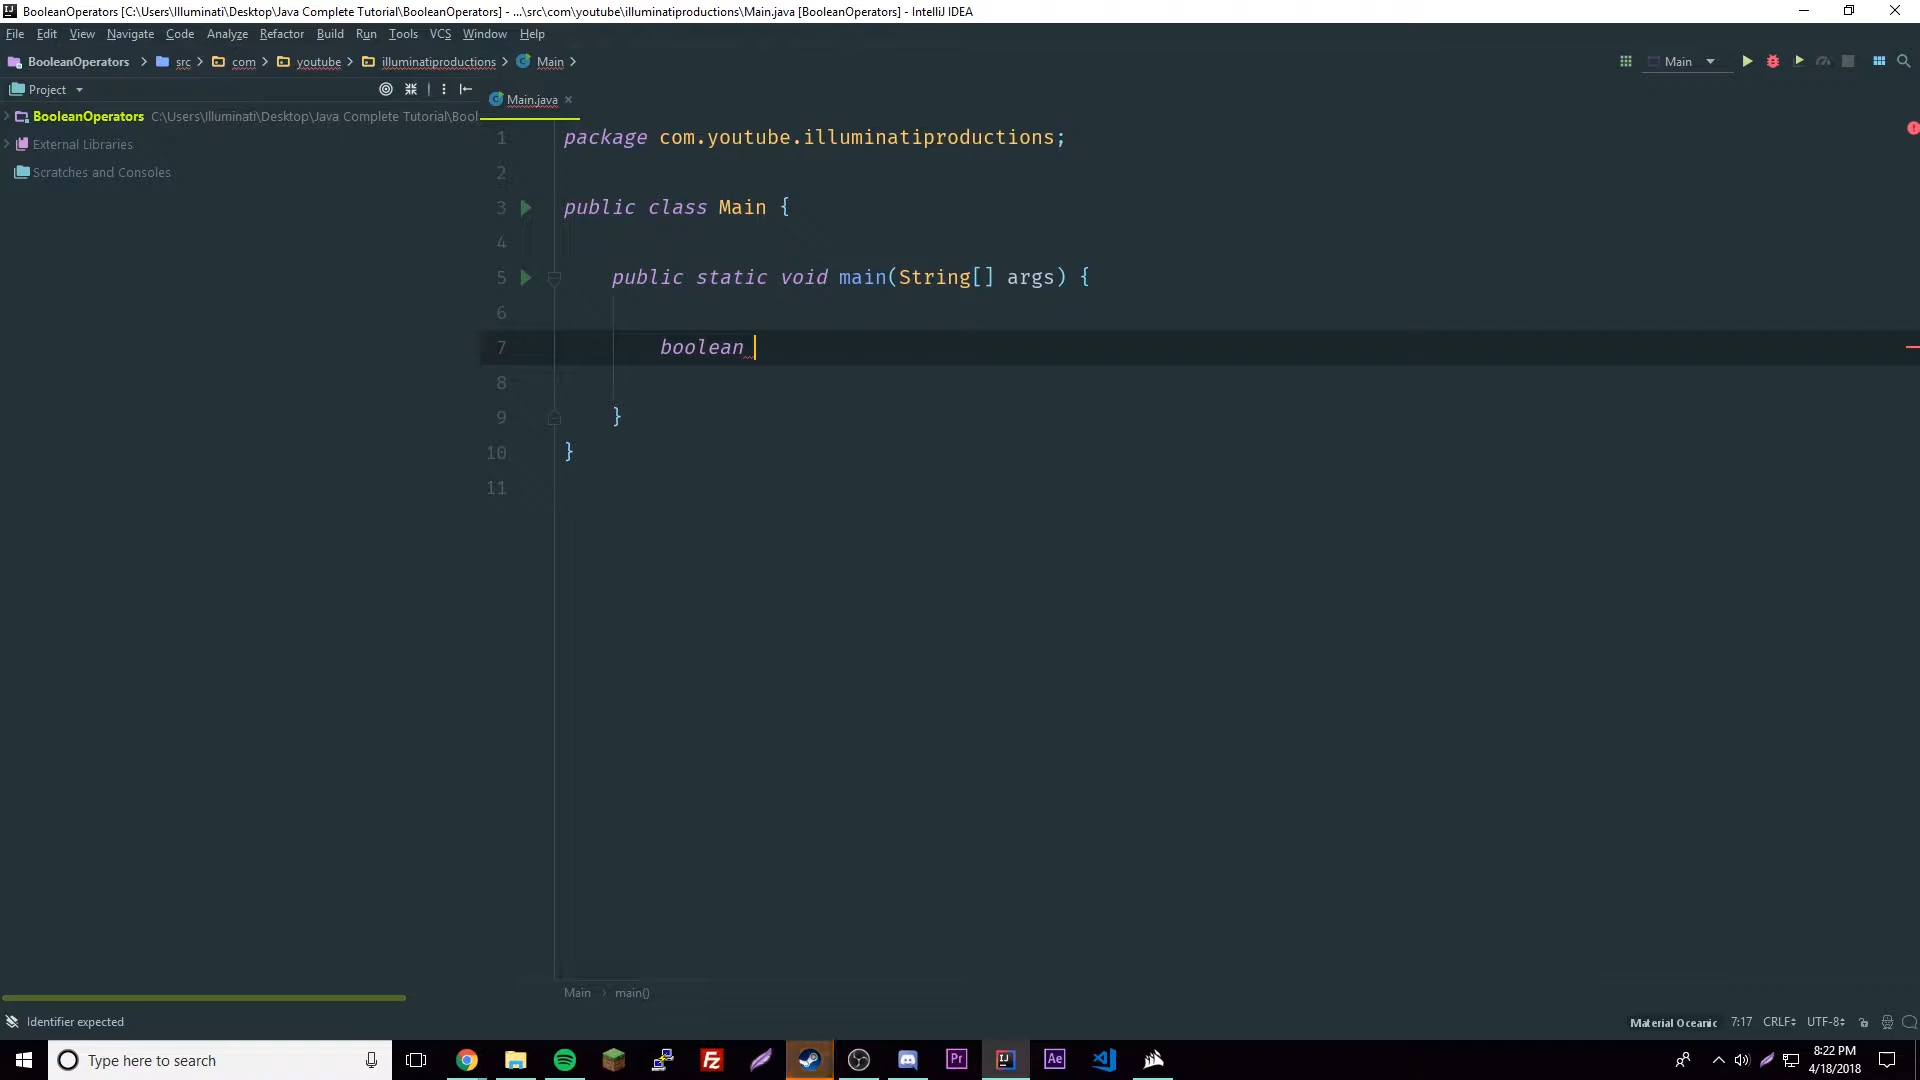 BooleanOperators [C:\Users\Illuminati\Desktop\Java Complete Tutorial\BooleanOperators] - ...\src\com\youtube\illuminatiproductions\Main.java [BooleanOperators] - IntelliJ IDEA
File Edit View Navigate Code Analyze Refactor Build Run Tools VCS Window Help
BooleanOperators src com youtube illuminatiproductions Main Main
Project Main.java
BooleanOperators C:\Users\Illuminati\Desktop\Java Complete Tutorial\Bool
External Libraries
Scratches and Consoles
1 package com.youtube.illuminatiproductions;
2
3 public class Main {
4
5 public static void main(String[] args) {
6
7 boolean
8
9 }
10 }
11
Main > main()
Identifier expected Material Oceanic 7:17 CRLF UTF-8
Type here to search Pr Ae 8:22 PM
4/18/2018